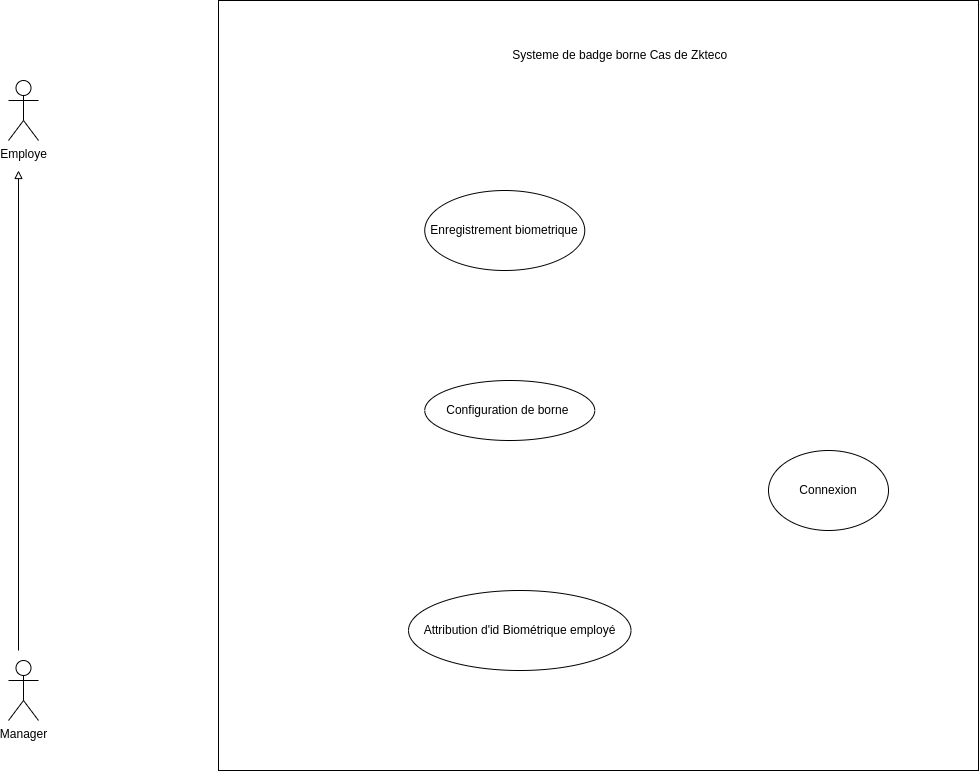 Systeme de badge borne Cas de Zkteco
Employe
Enregistrement biometrique
Configuration de borne
Connexion
Attribution d'id Biométrique employé
Manager